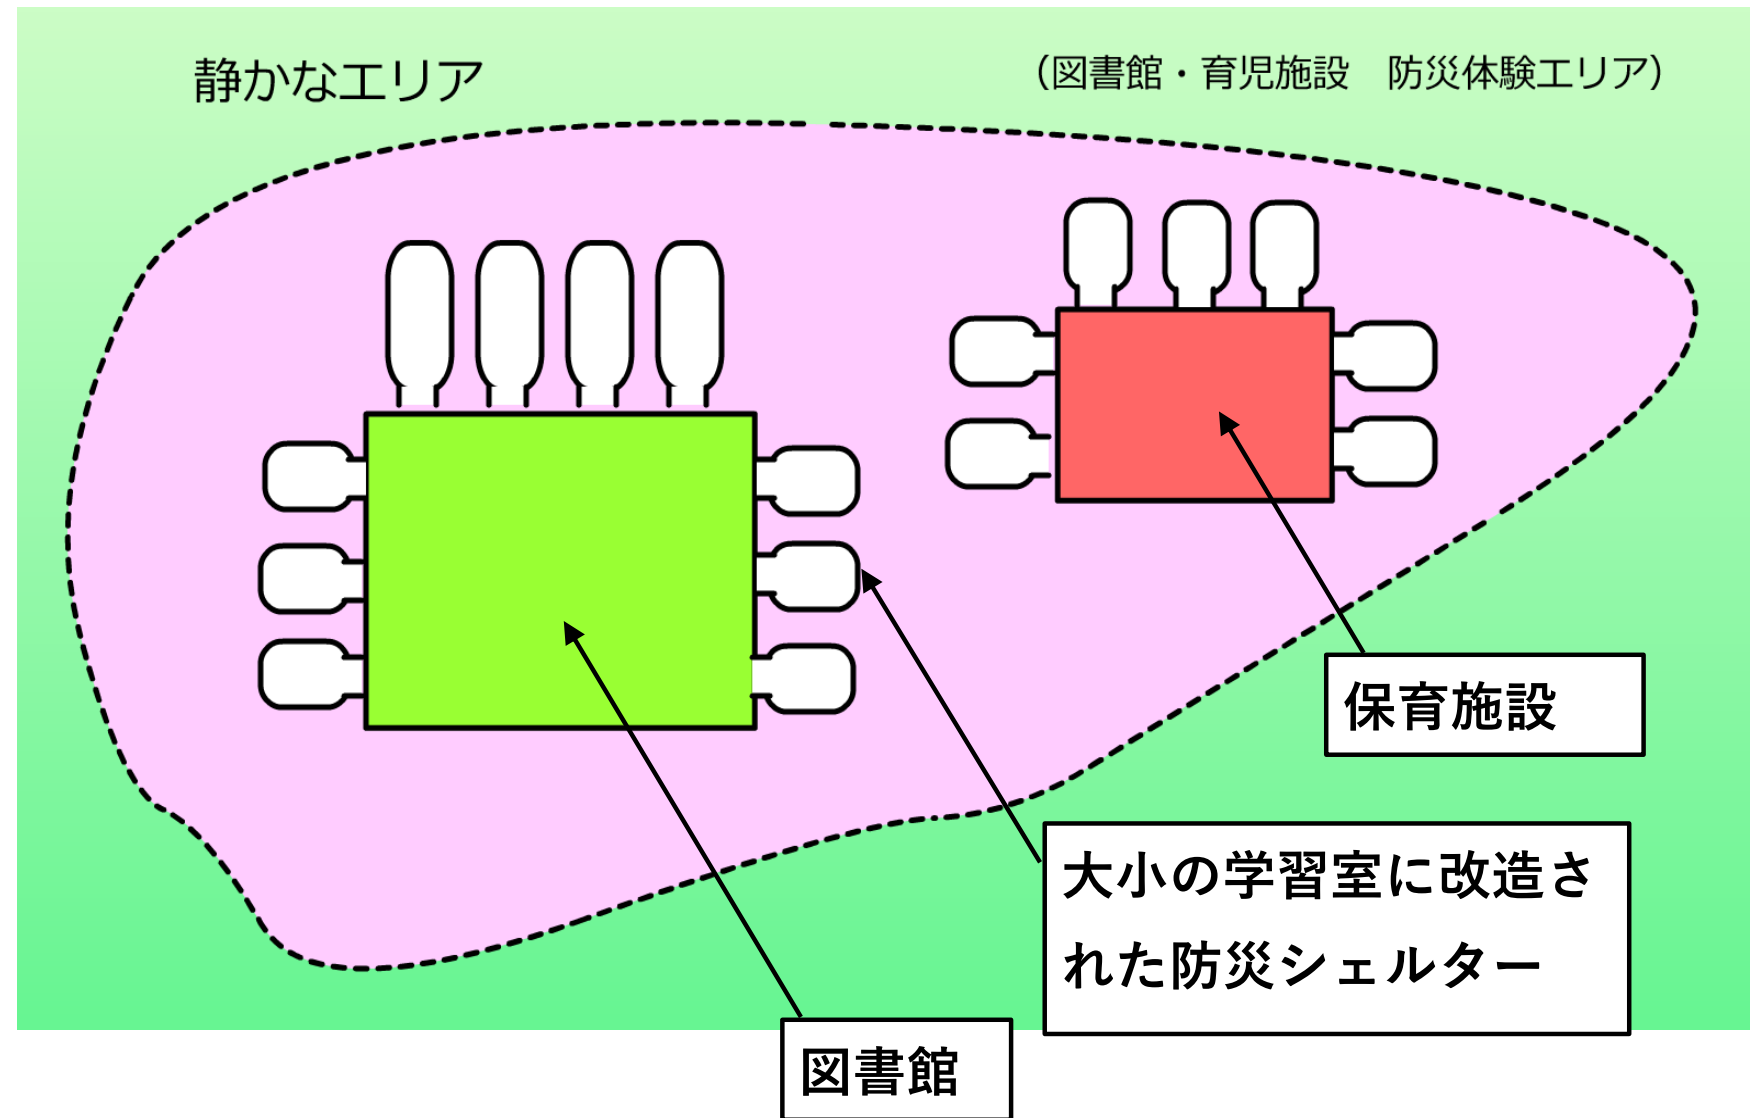 静かなエリア
（図書館・育児施設　防災体験エリア）
保育施設
大小の学習室に改造さ
れた防災シェルター
図書館